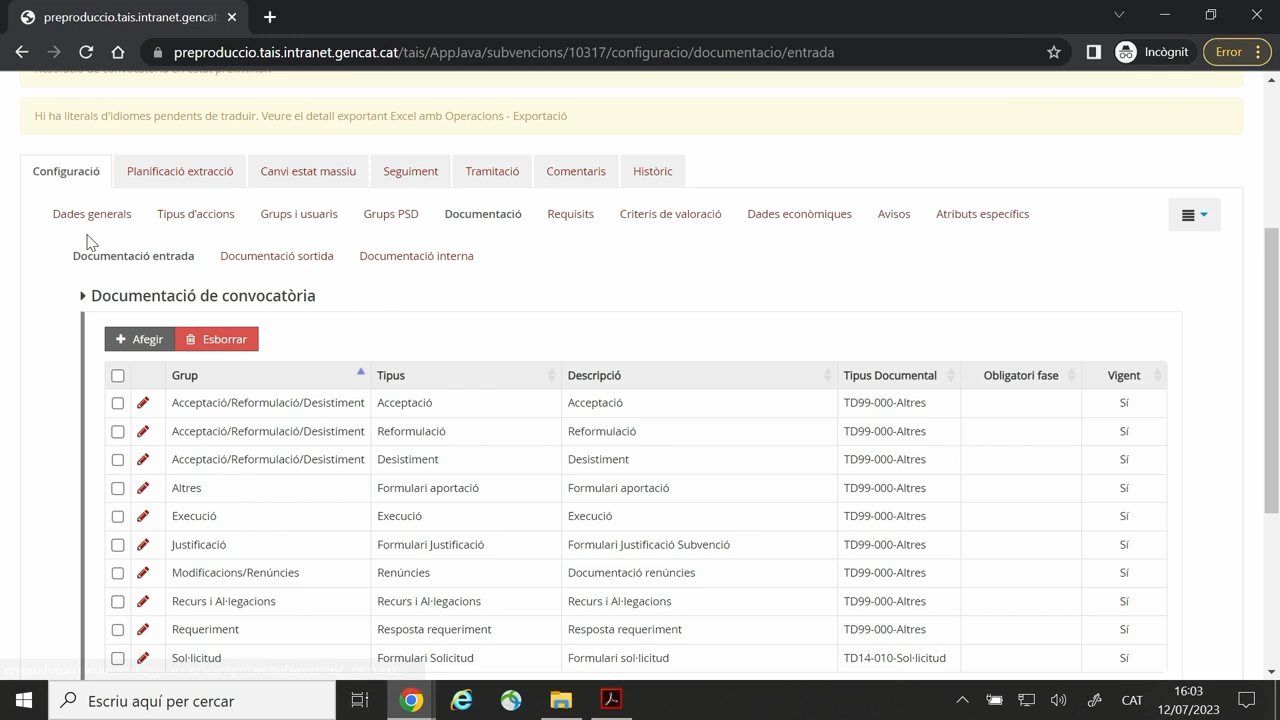 preproduccio.tais.intranet.gencat
preproduccio.tais.intranet.gencat.cat/tais/AppJava/subvencions/10317/configuracio/documentacio/entrada
Incògnit
Error
Hi ha literals d'idiomes pendents de traduir. Veure el detall exportant Excel amb Operacions - Exportació
Configuració Planificació extracció Canvi estat massiu Seguiment Tramitació Comentaris Històric
Dades generals Tipus d'accions Grups i usuaris Grups PSD Documentació Requisits Criteris de valoració Dades econòmiques Avisos Atributs específics
Documentació entrada Documentació sortida Documentació interna
Documentació de convocatòria
Afegir Esborrar
Grup Tipus Descripció Tipus Documental Obligatori fase Vigent
Acceptació/Reformulació/Desistiment Acceptació Acceptació TD99-000-Altres Sí
Acceptació/Reformulació/Desistiment Reformulació Reformulació TD99-000-Altres Sí
Acceptació/Reformulació/Desistiment Desistiment Desistiment TD99-000-Altres Sí
Altres Formulari aportació Formulari aportació TD99-000-Altres Sí
Execució Execució Execució TD99-000-Altres Sí
Justificació Formulari Justificació Formulari Justificació Subvenció TD99-000-Altres Sí
Modificacions/Renúncies Renúncies Documentació renúncies TD99-000-Altres Sí
Recurs i Al·legacions Recurs i Al·legacions Recurs i Al·legacions TD99-000-Altres Sí
Requeriment Resposta requeriment Resposta requeriment TD99-000-Altres Sí
Sol·licitud Formulari Solicitud Formulari sol·licitud TD14-010-Sol·licitud Sí
Escriu aquí per cercar
CAT
16:03
12/07/2023